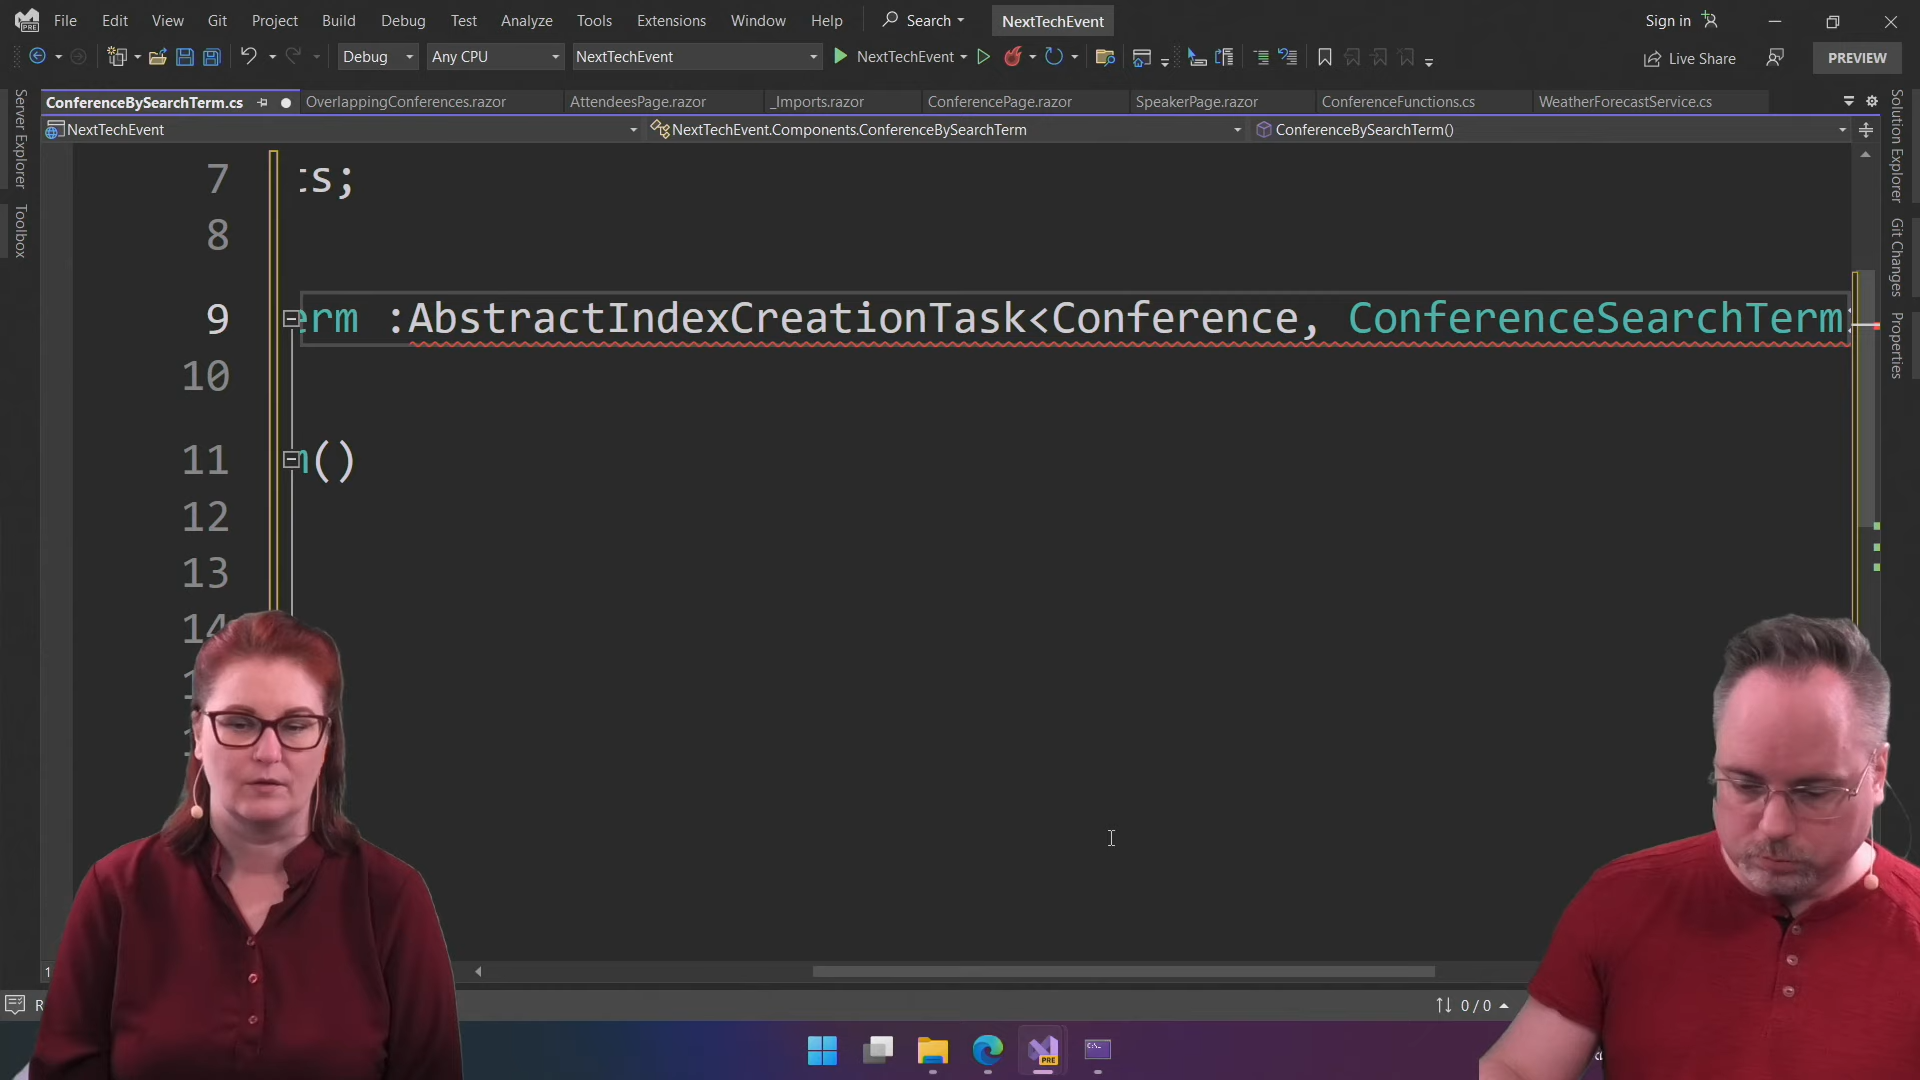 File Edit View Git Project Build Debug Test Analyze Tools Extensions Window Help Search NextTechEvent Sign in
Debug Any CPU NextTechEvent NextTechEvent Live Share PREVIEW
ConferenceBySearchTerm.cs OverlappingConferences.razor AttendeesPage.razor _Imports.razor ConferencePage.razor SpeakerPage.razor ConferenceFunctions.cs WeatherForecastService.cs
NextTechEvent NextTechEvent.Components.ConferenceBySearchTerm ConferenceBySearchTerm()
Server Explorer
Toolbox
Solution Explorer
Git Changes
Properties
7 ts;
8
9 erm :AbstractIndexCreationTask<Conference, ConferenceSearchTerm
10
11 ()
12
13
14
0 / 0
PRE